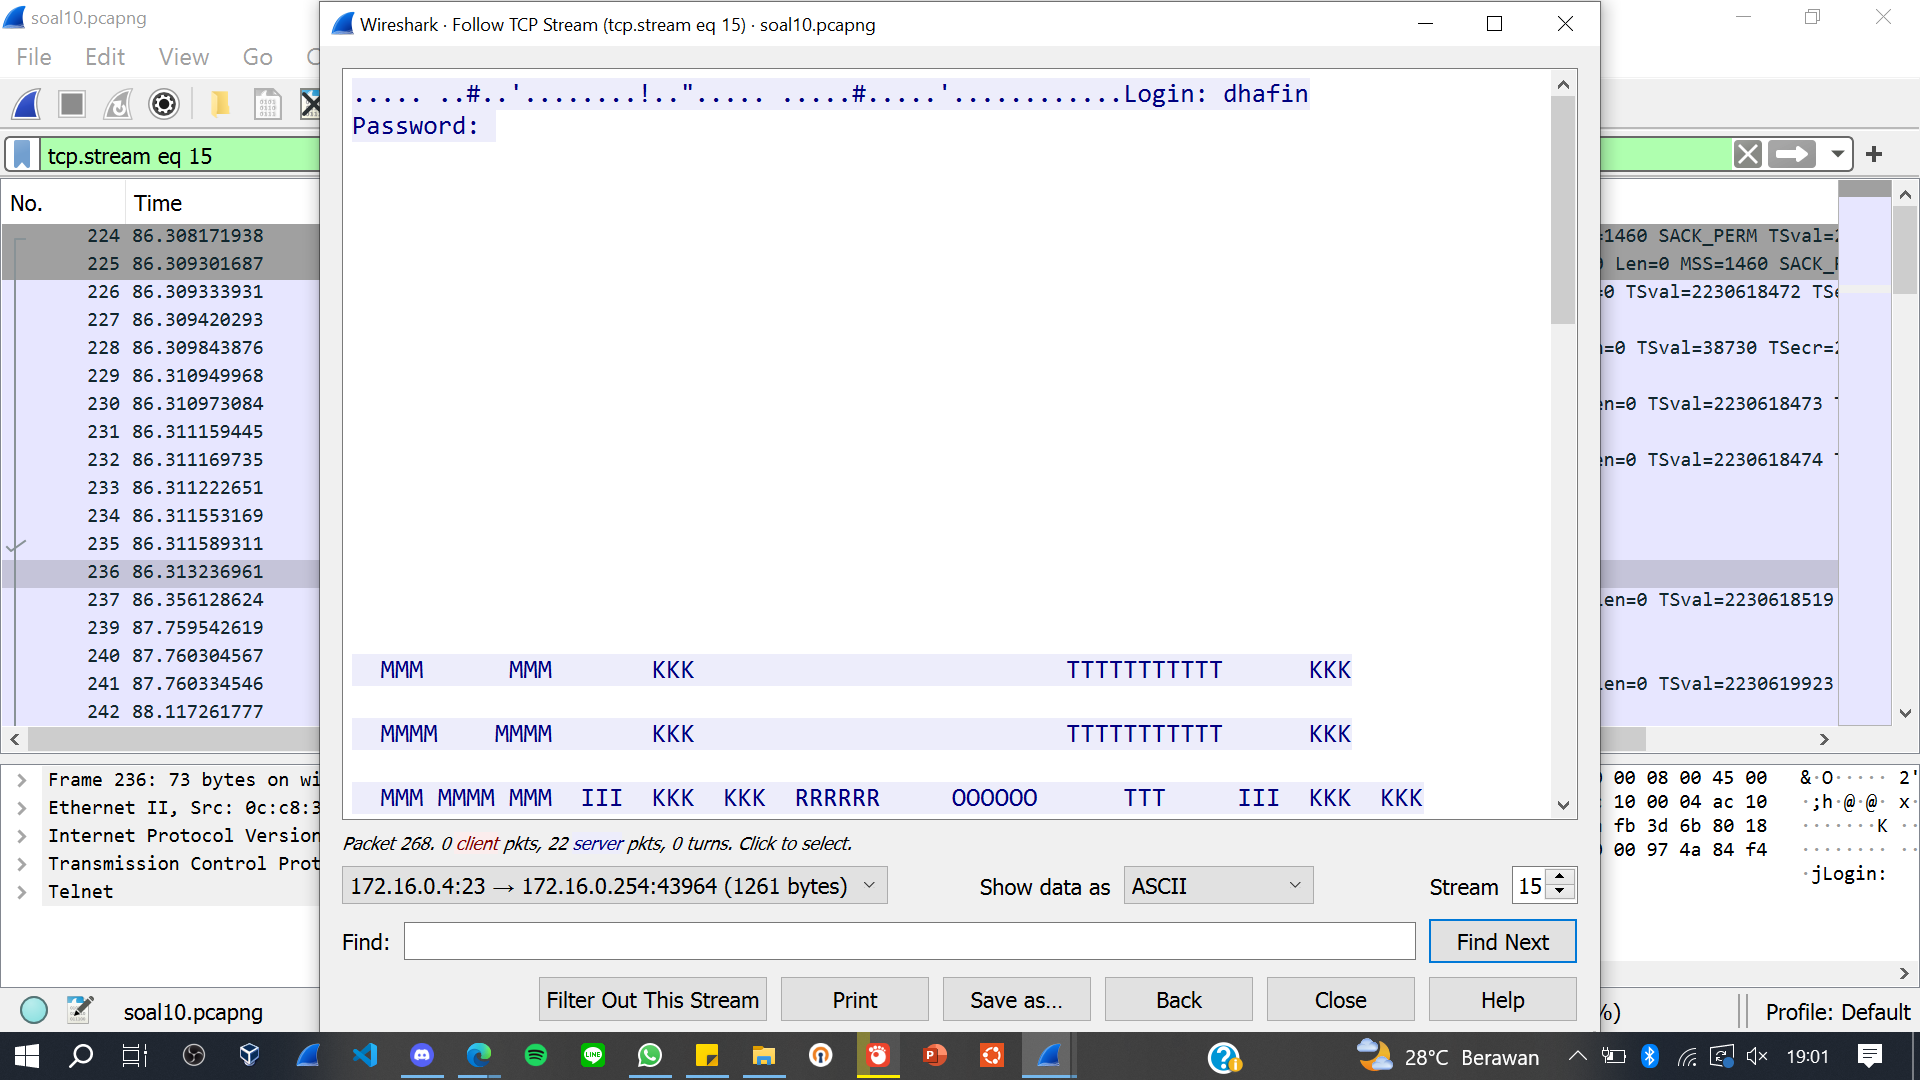 soal10.pcapng
File Edit View Go
tcp.stream eq 15
No. Time
224 86.308171938
225 86.309301687
226 86.309333931
227 86.309420293
228 86.309843876
229 86.310949968
230 86.310973084
231 86.311159445
232 86.311169735
233 86.311222651
234 86.311553169
235 86.311589311
236 86.313236961
237 86.356128624
239 87.759542619
240 87.760304567
241 87.760334546
242 88.117261777
=1460 SACK_PERM TSval=2
0 Len=0 MSS=1460 SACK_P
=0 TSval=2230618472 TSe
n=0 TSval=38730 TSecr=2
en=0 TSval=2230618473
en=0 TSval=2230618474
Len=0 TSval=2230618519
Len=0 TSval=2230619923
Wireshark · Follow TCP Stream (tcp.stream eq 15) · soal10.pcapng
..... ..#..'........!.."..... .....#.....'............Login: dhafin
Password:
MMM      MMM       KKK                          TTTTTTTTTTT      KKK
MMMM    MMMM       KKK                          TTTTTTTTTTT      KKK
MMM MMMM MMM  III  KKK  KKK  RRRRRR     OOOOOO      TTT     III  KKK  KKK
Packet 268. 0 client pkts, 22 server pkts, 0 turns. Click to select.
172.16.0.4:23 → 172.16.0.254:43964 (1261 bytes)
Show data as ASCII
Stream 15
Find:
Find Next
Filter Out This Stream Print Save as... Back Close Help
Frame 236: 73 bytes on wi
Ethernet II, Src: 0c:c8:3
Internet Protocol Version
Transmission Control Prot
Telnet
00 08 00 45 00 &·O····· 2'
10 00 04 ac 10 ·;h·@·@· x·
fb 3d 6b 80 18 ·······K ··
00 97 4a 84 f4 ········ ··
·jLogin:
soal10.pcapng
%)
Profile: Default
28°C Berawan
19:01